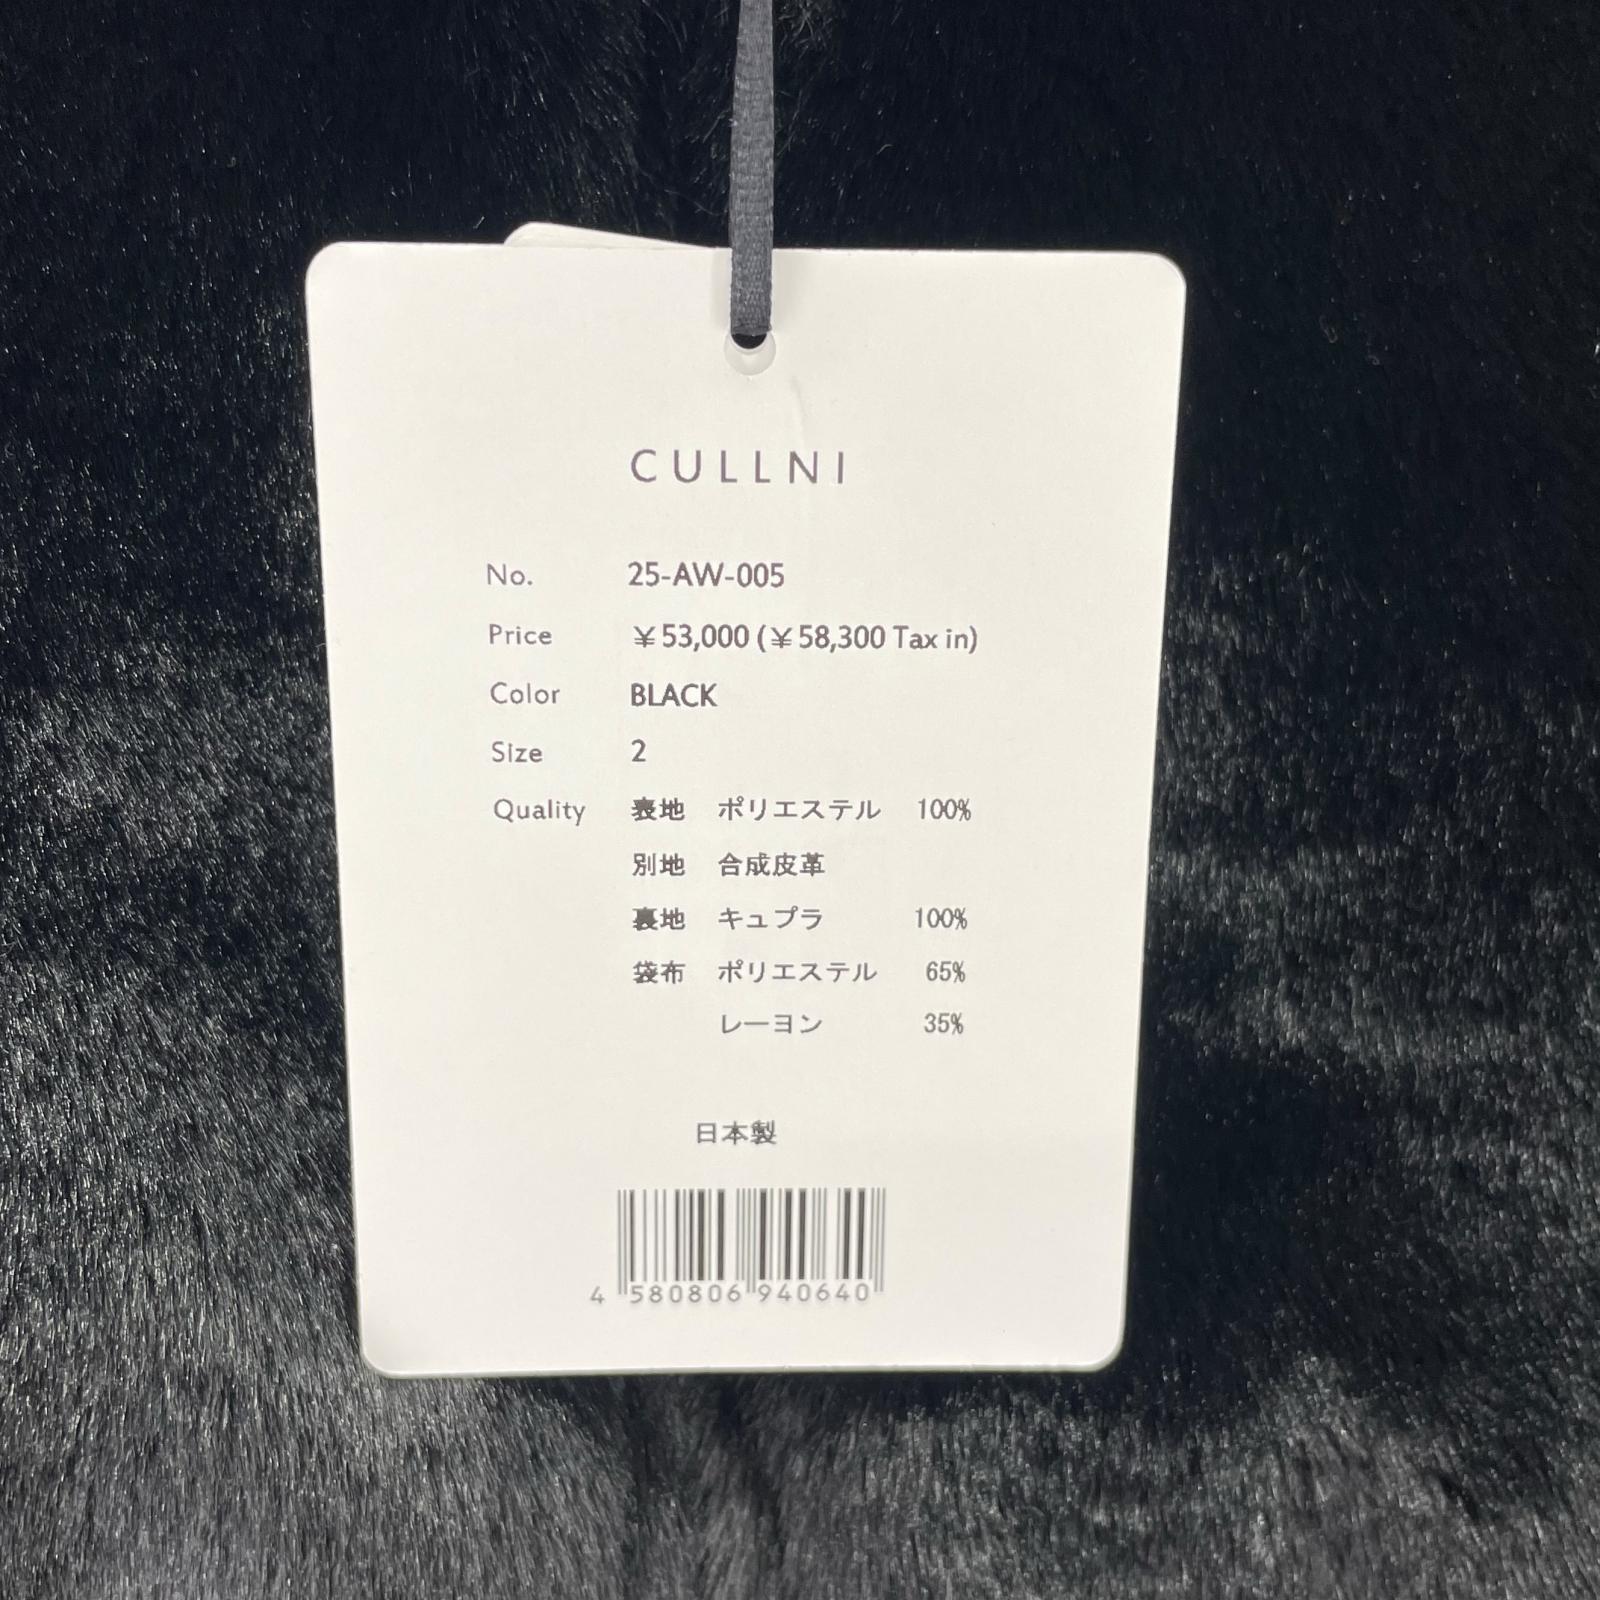 CULLNI
No. 25-AW-005
Price ￥53,000 (￥58,300 Tax in)
Color BLACK
Size 2
Quality 表地 ポリエステル 100%
別地 合成皮革
裏地 キュプラ 100%
袋布 ポリエステル 65%
レーヨン 35%
日本製
4 580806 940640